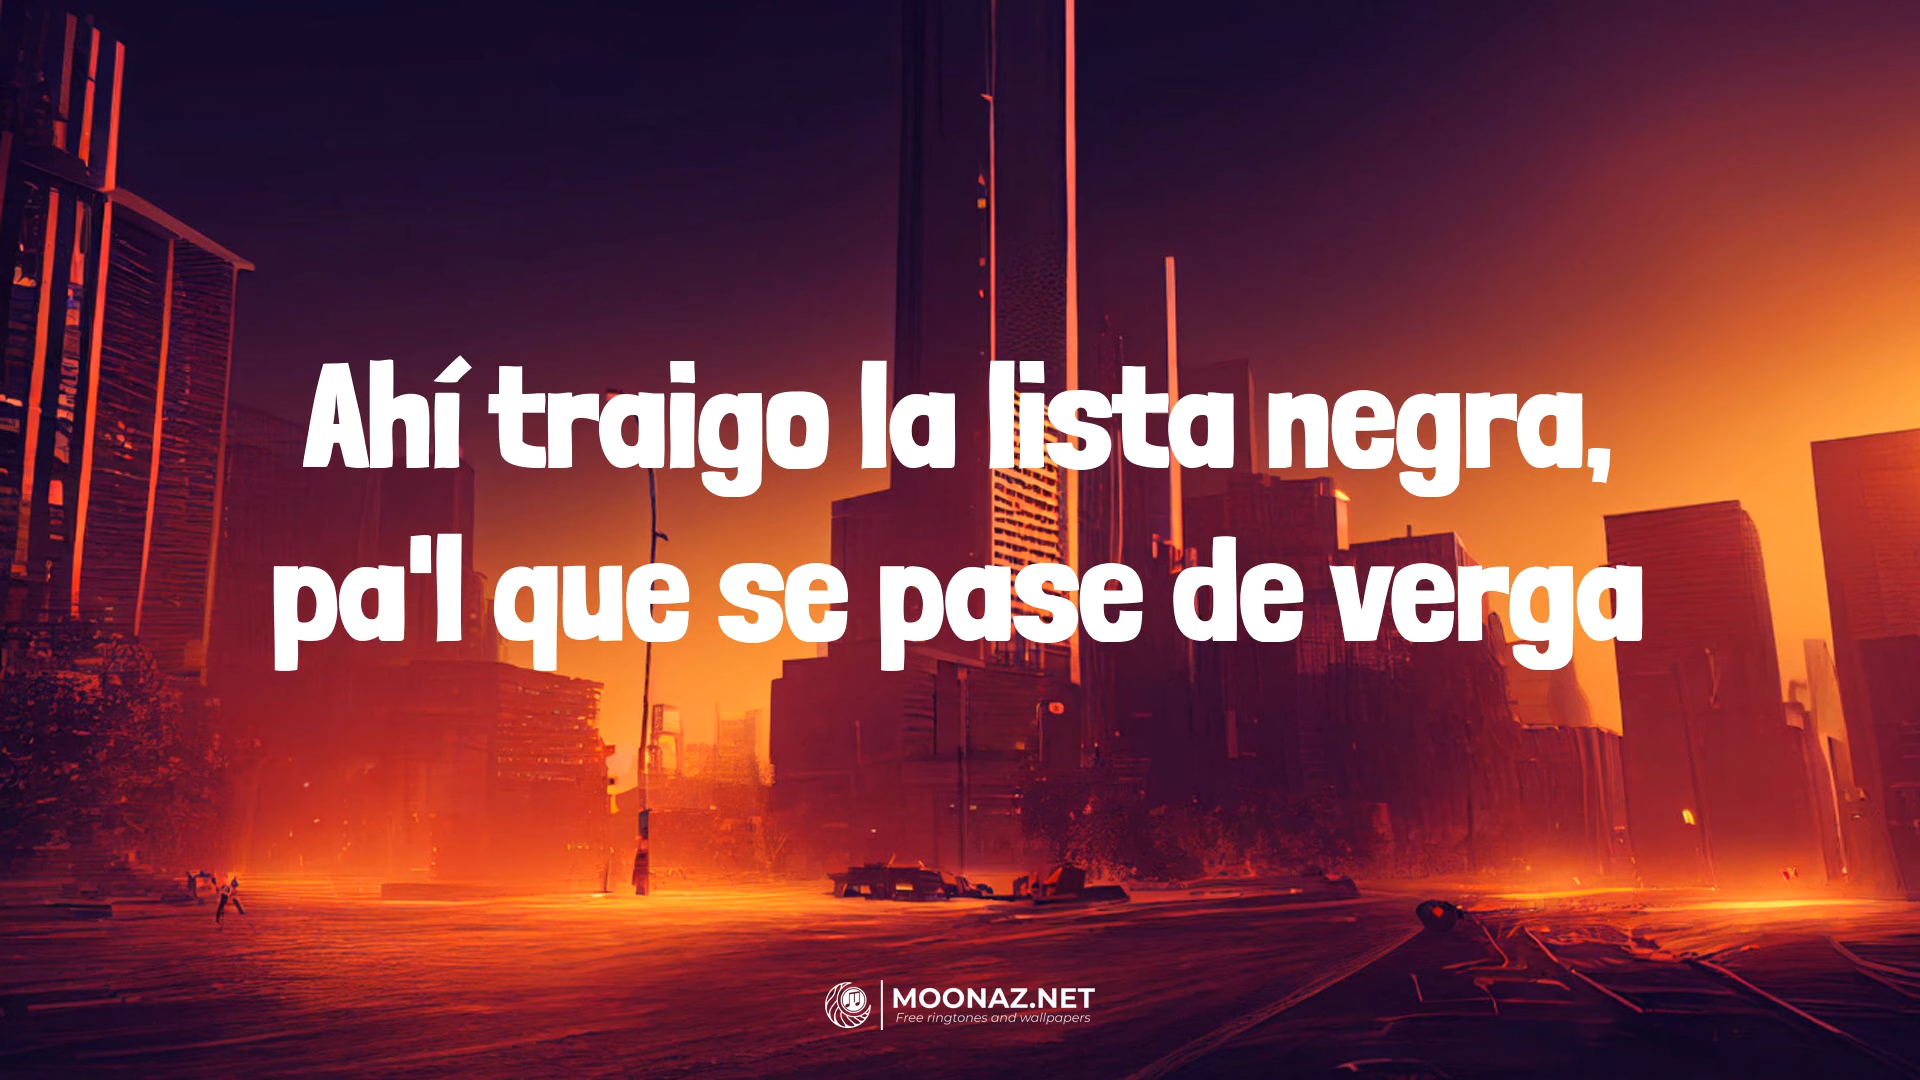 Ahí traigo la lista negra,
pa'l que se pase de verga
MOONAZ.NET
Free ringtones and wallpapers